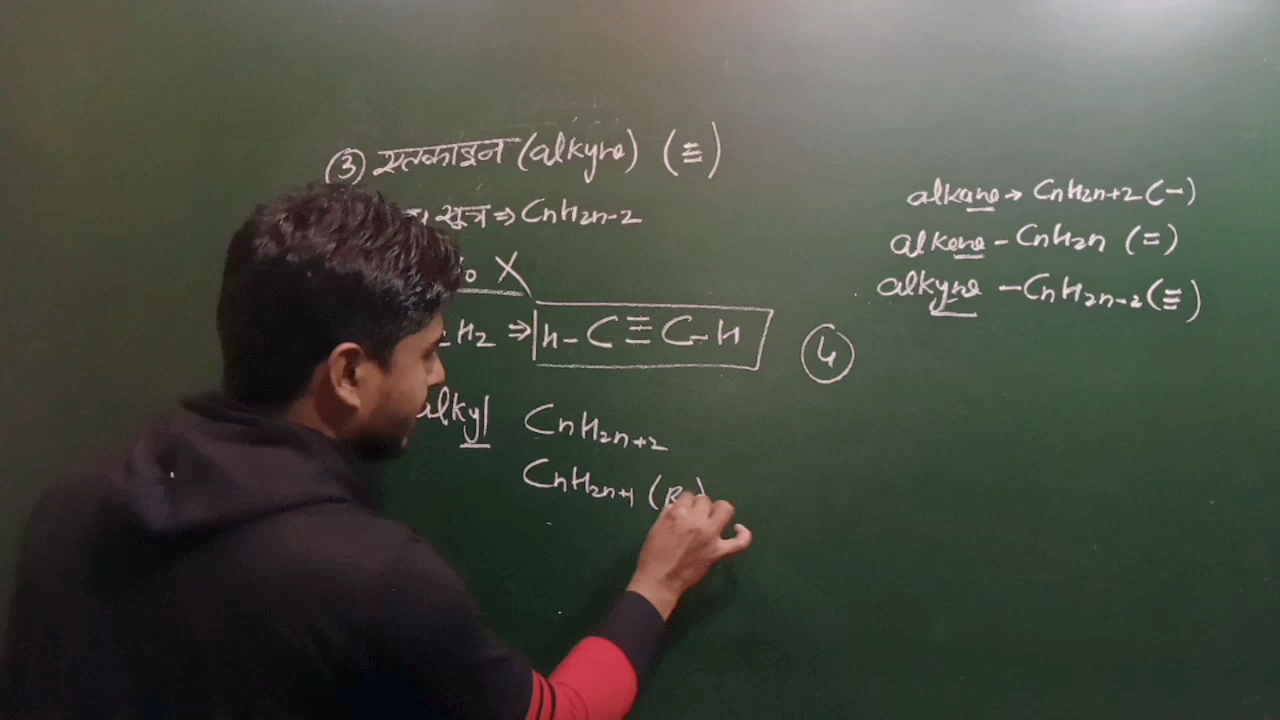 ③ एल्काइन (alkyne) (≡)
सूत्र ⇒ CnH2n-2
X
H2 ⇒ H-C≡C-H
④
alkyl CnH2n+2
CnH2n+1 (R)
alkane → CnH2n+2 (-)
alkene - CnH2n (=)
alkyne - CnH2n-2 (≡)